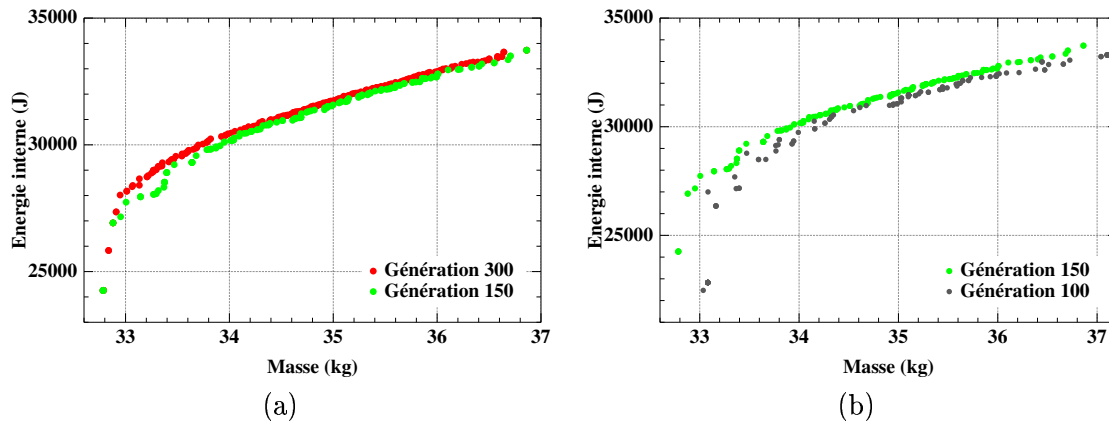 35000
30000
25000
Energie interne (J)
Génération 300
Génération 150
33 34 35 36 37
Masse (kg)
(a)
35000
30000
25000
Energie interne (J)
Génération 150
Génération 100
33 34 35 36 37
Masse (kg)
(b)